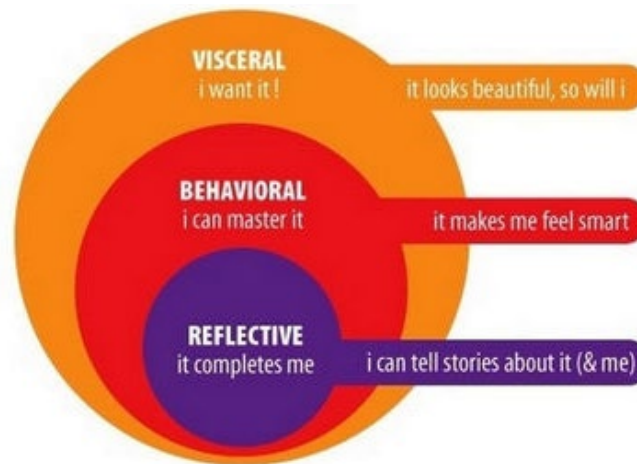 VISCERAL
i want it !
it looks beautiful, so will i
BEHAVIORAL
i can master it
it makes me feel smart
REFLECTIVE
it completes me
i can tell stories about it (& me)